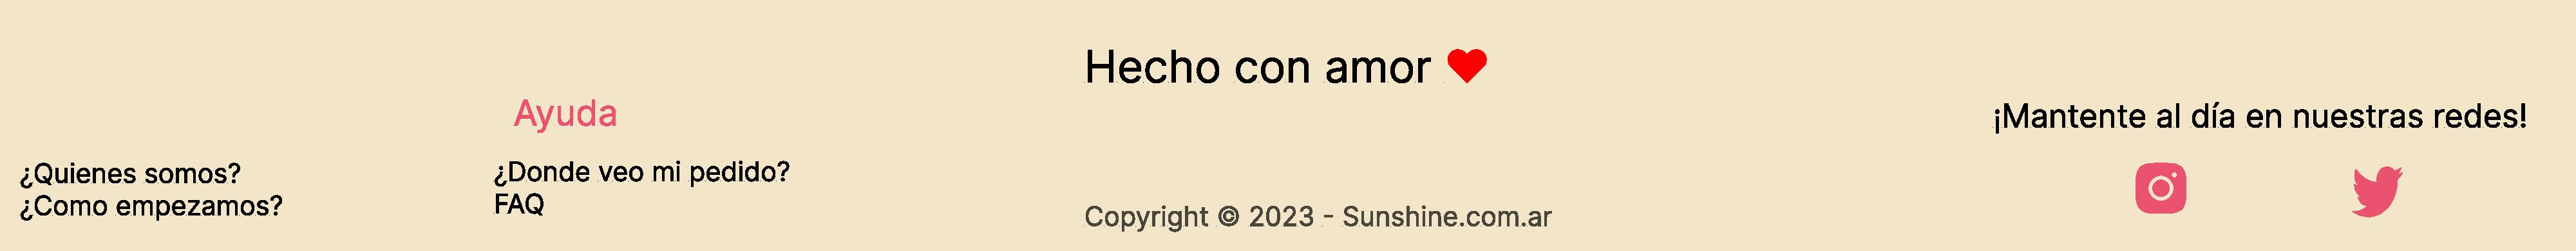 ¿Quienes somos?
¿Como empezamos?
Ayuda
¿Donde veo mi pedido?
FAQ
Hecho con amor
Copyright © 2023 - Sunshine.com.ar
¡Mantente al día en nuestras redes!